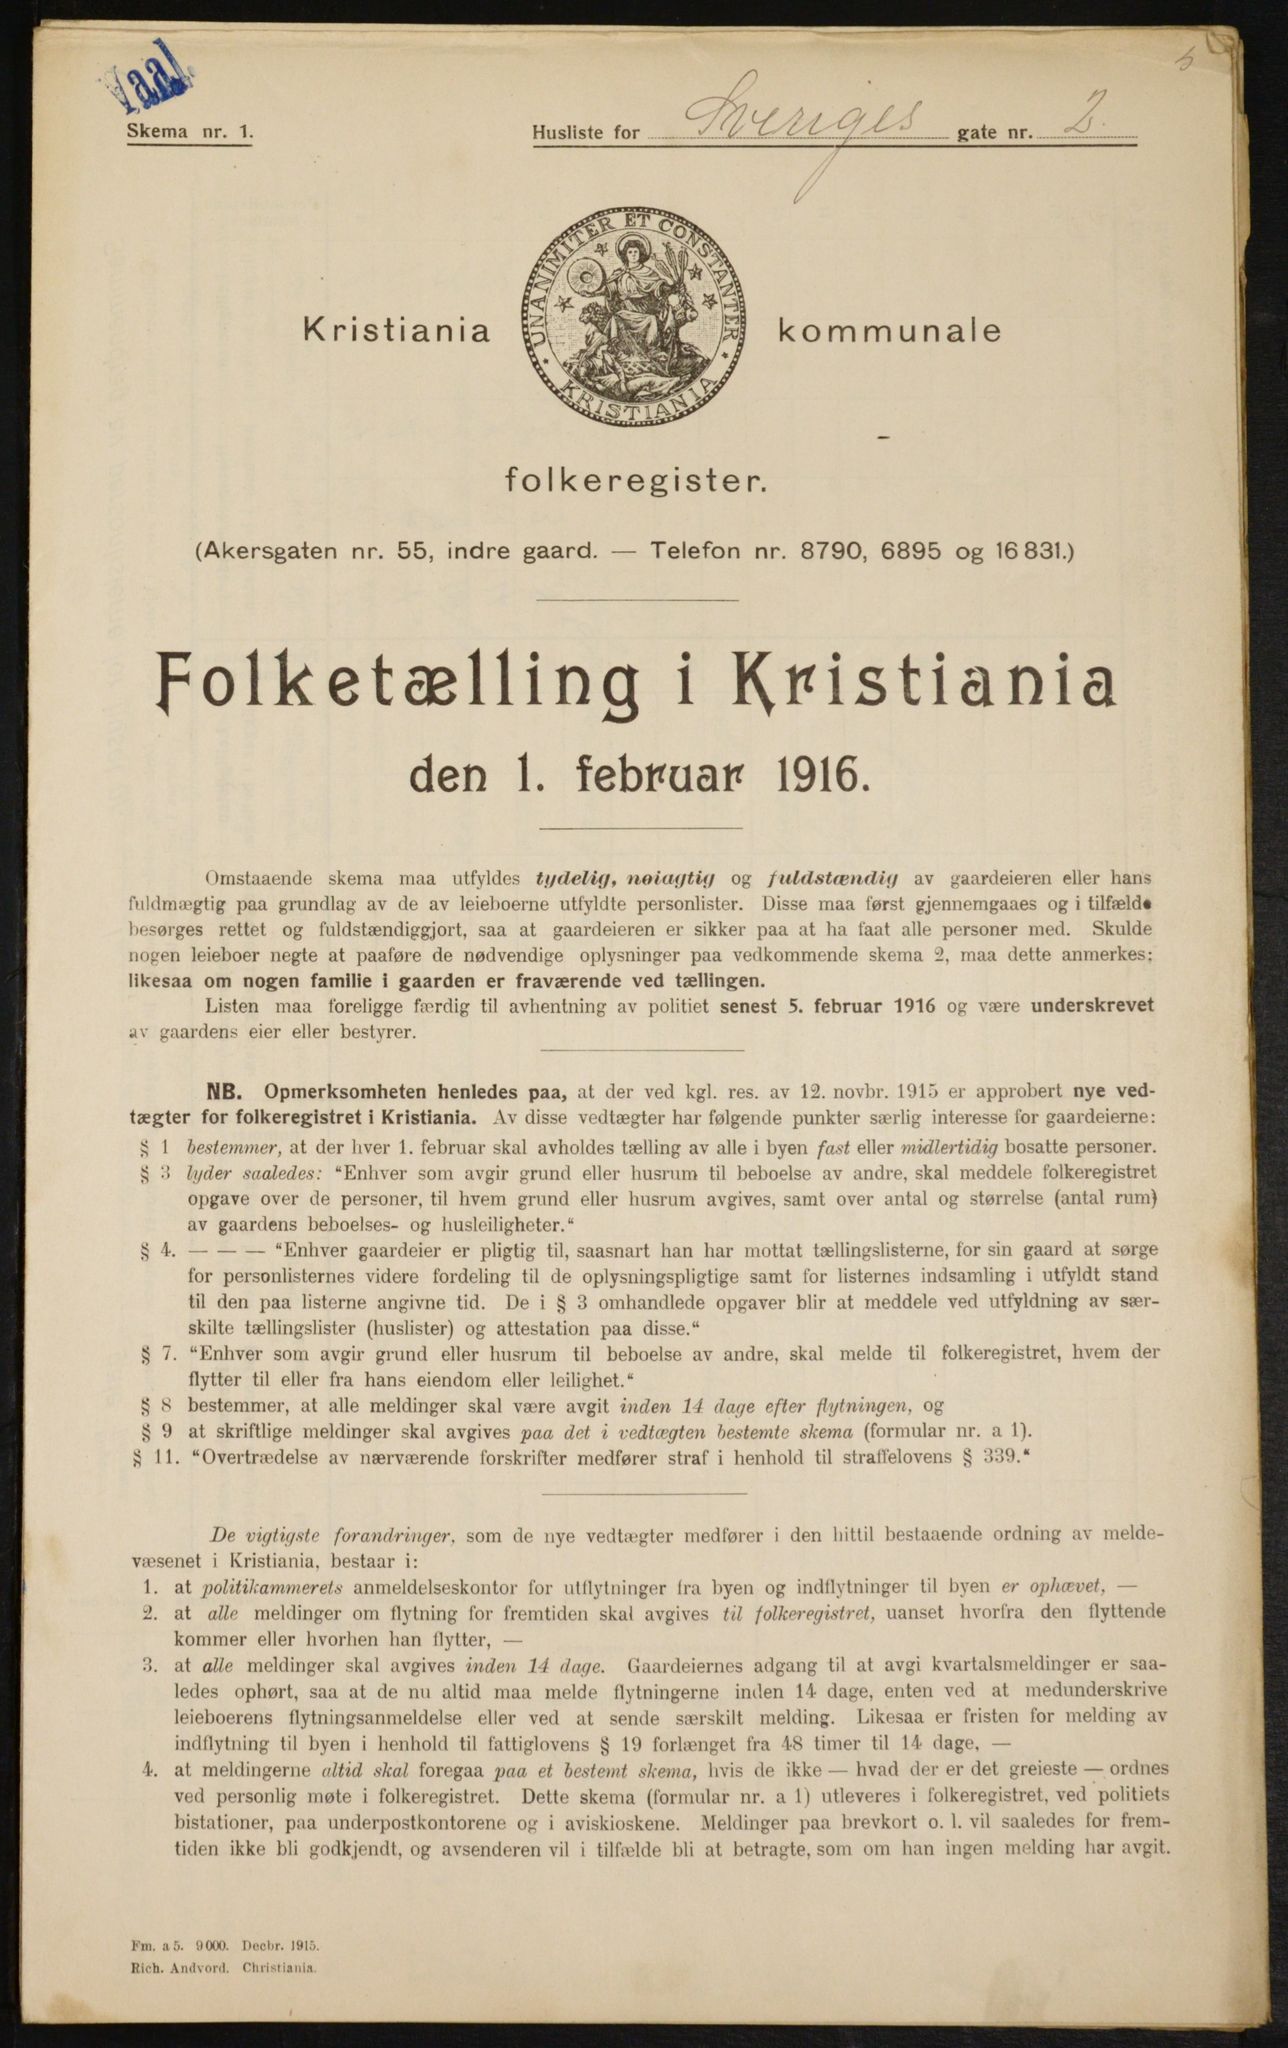 Vaal.
5
Skema nr. 1.
Husliste for Sveriges gate nr. 2.
UNANIMITER ET CONSTANTER
KRISTIANIA
Kristiania kommunale
folkeregister.
(Akersgaten nr. 55, indre gaard. — Telefon nr. 8790, 6895 og 16 831.)
Folketælling i Kristiania
den 1. februar 1916.
Omstaaende skema maa utfyldes tydelig, nøiagtig og fuldstændig av gaardeieren eller hans
fuldmægtig paa grundlag av de av leieboerne utfyldte personlister. Disse maa først gjennemgaaes og i tilfælde
besørges rettet og fuldstændiggjort, saa at gaardeieren er sikker paa at ha faat alle personer med. Skulde
nogen leieboer negte at paaføre de nødvendige oplysninger paa vedkommende skema 2, maa dette anmerkes;
likesaa om nogen familie i gaarden er fraværende ved tællingen.
Listen maa foreligge færdig til avhentning av politiet senest 5. februar 1916 og være underskrevet
av gaardens eier eller bestyrer.
NB. Opmerksomheten henledes paa, at der ved kgl. res. av 12. novbr. 1915 er approbert nye ved-
tægter for folkeregistret i Kristiania. Av disse vedtægter har følgende punkter særlig interesse for gaardeierne:
§ 1 bestemmer, at der hver 1. februar skal avholdes tælling av alle i byen fast eller midlertidig bosatte personer.
§ 3 lyder saaledes: “Enhver som avgir grund eller husrum til beboelse av andre, skal meddele folkeregistret
opgave over de personer, til hvem grund eller husrum avgives, samt over antal og størrelse (antal rum)
av gaardens beboelses- og husleiligheter.“
§ 4. — — — “Enhver gaardeier er pligtig til, saasnart han har mottat tællingslisterne, for sin gaard at sørge
for personlisternes videre fordeling til de oplysningspligtige samt for listernes indsamling i utfyldt stand
til den paa listerne angivne tid. De i § 3 omhandlede opgaver blir at meddele ved utfyldning av sær-
skilte tællingslister (huslister) og attestation paa disse.“
§ 7. “Enhver som avgir grund eller husrum til beboelse av andre, skal melde til folkeregistret, hvem der
flytter til eller fra hans eiendom eller leilighet.“
§ 8 bestemmer, at alle meldinger skal være avgit inden 14 dage efter flytningen, og
§ 9 at skriftlige meldinger skal avgives paa det i vedtægten bestemte skema (formular nr. a 1).
§ 11. “Overtrædelse av nærværende forskrifter medfører straf i henhold til straffelovens § 339.“
De vigtigste forandringer, som de nye vedtægter medfører i den hittil bestaaende ordning av melde-
væsenet i Kristiania, bestaar i:
1. at politikammerets anmeldelseskontor for utflytninger fra byen og indflytninger til byen er ophævet, —
2. at alle meldinger om flytning for fremtiden skal avgives til folkeregistret, uanset hvorfra den flyttende
kommer eller hvorhen han flytter, —
3. at alle meldinger skal avgives inden 14 dage. Gaardeiernes adgang til at avgi kvartalsmeldinger er saa-
ledes ophørt, saa at de nu altid maa melde flytningerne inden 14 dage, enten ved at medunderskrive
leieboerens flytningsanmeldelse eller ved at sende særskilt melding. Likesaa er fristen for melding av
indflytning til byen i henhold til fattiglovens § 19 forlænget fra 48 timer til 14 dage, —
4. at meldingerne altid skal foregaa paa et bestemt skema, hvis de ikke — hvad der er det greieste — ordnes
ved personlig møte i folkeregistret. Dette skema (formular nr. a 1) utleveres i folkeregistret, ved politiets
bistationer, paa underpostkontorene og i aviskioskene. Meldinger paa brevkort o. l. vil saaledes for frem-
tiden ikke bli godkjendt, og avsenderen vil i tilfælde bli at betragte, som om han ingen melding har avgit.
Fm. a 5. 9 000. Decbr. 1915.
Rich. Andvord. Christiania.